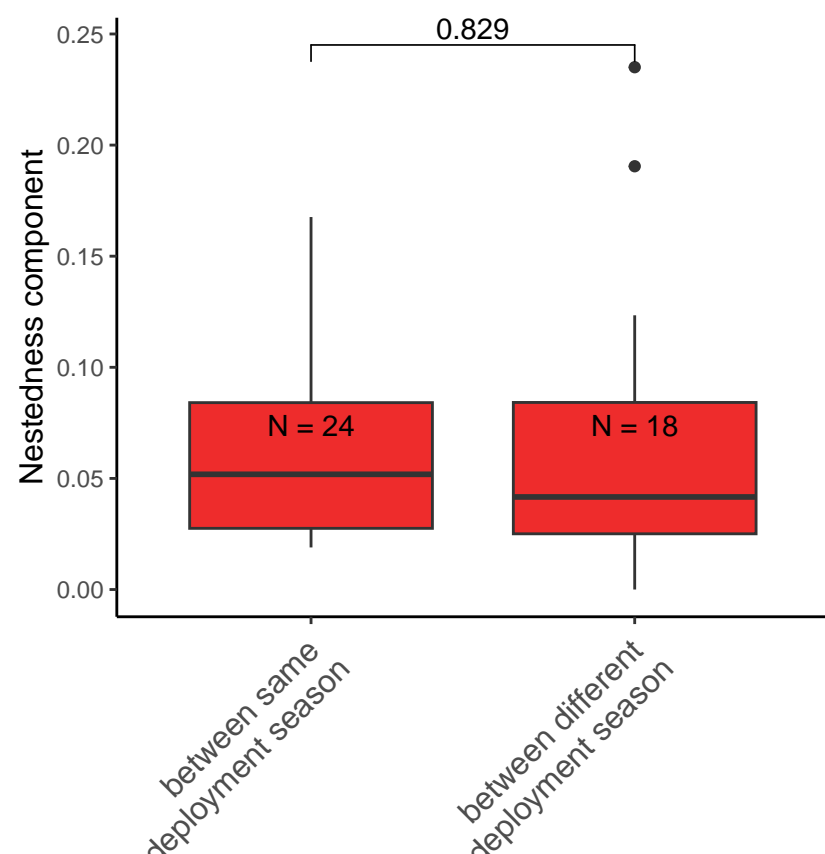 0.829
0.25
0.20
0.15
0.10
0.05
0.00
Nestedness component
N = 24
N = 18
between same
deployment season
between different
deployment season